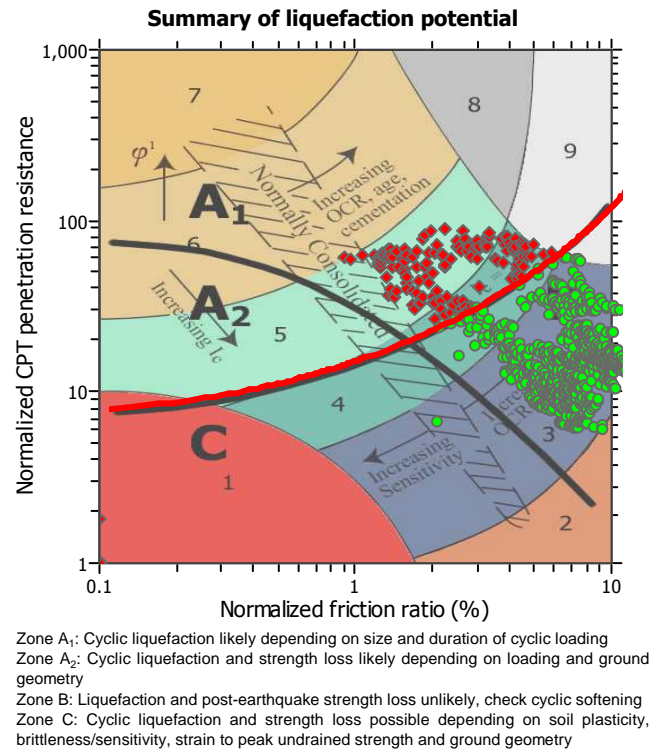 Summary of liquefaction potential
1,000
7
8
9
φ¹
Increasing
OCR, age,
cementation
Normally Consolidated
A₁
100
6
A₂
Increasing Ic
5
10
4
C
3
Increasing
Sensitivity
1
2
1
0.1
1
10
Normalized CPT penetration resistance
Normalized friction ratio (%)
Zone A₁: Cyclic liquefaction likely depending on size and duration of cyclic loading
Zone A₂: Cyclic liquefaction and strength loss likely depending on loading and ground
geometry
Zone B: Liquefaction and post-earthquake strength loss unlikely, check cyclic softening
Zone C: Cyclic liquefaction and strength loss possible depending on soil plasticity,
brittleness/sensitivity, strain to peak undrained strength and ground geometry